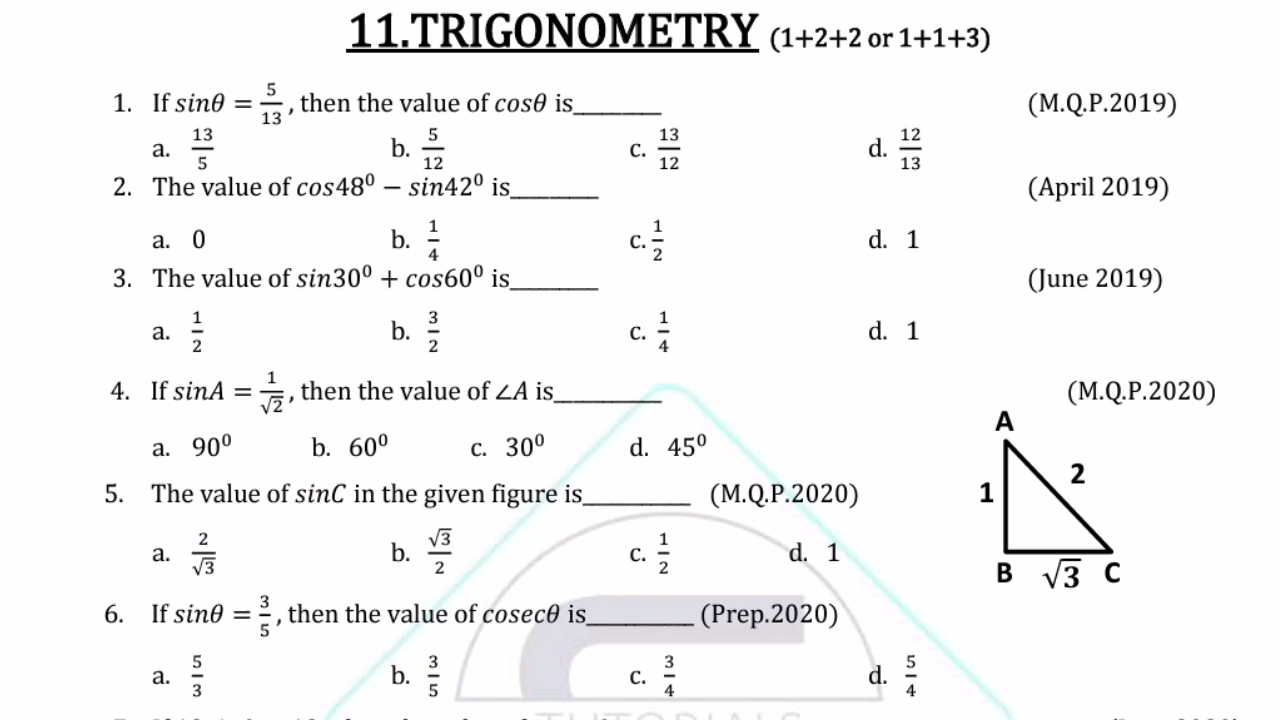 11.TRIGONOMETRY (1+2+2 or 1+1+3)
1. If sinθ = 5/13, then the value of cosθ is_______ (M.Q.P.2019)
a. 13/5 b. 5/12 c. 13/12 d. 12/13
2. The value of cos48⁰ − sin42⁰ is_______ (April 2019)
a. 0 b. 1/4 c. 1/2 d. 1
3. The value of sin30⁰ + cos60⁰ is_______ (June 2019)
a. 1/2 b. 3/2 c. 1/4 d. 1
4. If sinA = 1/√2, then the value of ∠A is________ (M.Q.P.2020)
a. 90⁰ b. 60⁰ c. 30⁰ d. 45⁰
A
1 2
B √3 C
5. The value of sinC in the given figure is________ (M.Q.P.2020)
a. 2/√3 b. √3/2 c. 1/2 d. 1
6. If sinθ = 3/5, then the value of cosecθ is________ (Prep.2020)
a. 5/3 b. 3/5 c. 3/4 d. 5/4
TUTORIALS